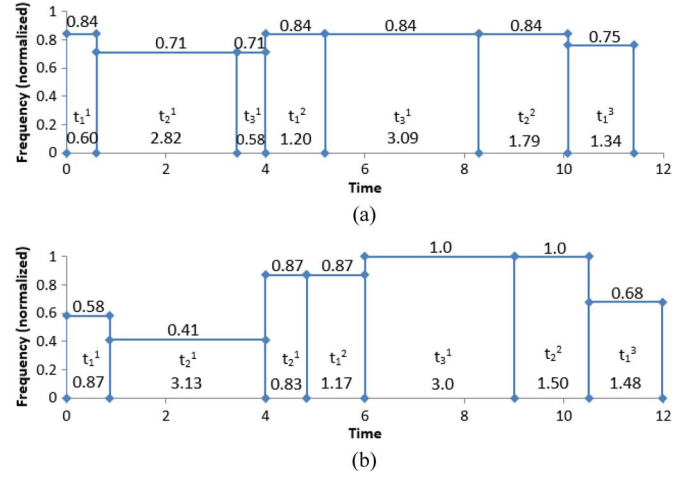 0.84 0.71 0.71 0.84 0.84 0.84 0.75
Frequency (normalized)
1
0.8
0.6
0.4
0.2
0
t₁¹ t₂¹ t₃¹ t₁² t₃¹ t₂² t₁³
0.60 2.82 0.58 1.20 3.09 1.79 1.34
0 2 4 6 8 10 12
Time
(a)
0.58 0.41 0.87 0.87 1.0 1.0 0.68
Frequency (normalized)
1
0.8
0.6
0.4
0.2
0
t₁¹ t₂¹ t₂¹ t₁² t₃¹ t₂² t₁³
0.87 3.13 0.83 1.17 3.0 1.50 1.48
0 2 4 6 8 10 12
Time
(b)